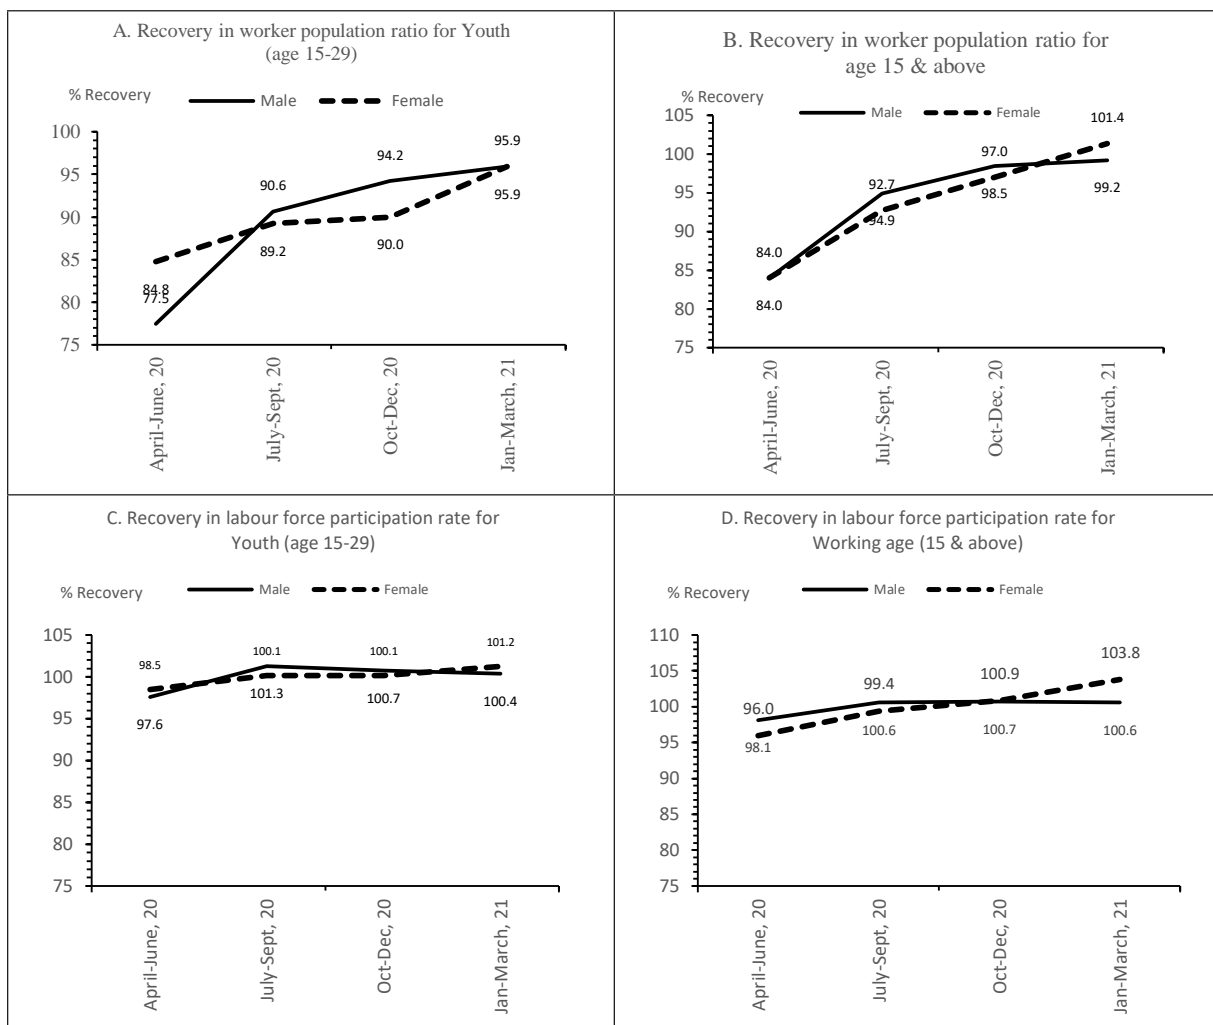 A. Recovery in worker population ratio for Youth
(age 15-29)
% Recovery
Male
Female
100
95
90
85
80
75
84.8
77.5
90.6
89.2
94.2
90.0
95.9
95.9
April-June, 20
July-Sept, 20
Oct-Dec, 20
Jan-March, 21
B. Recovery in worker population ratio for
age 15 & above
% Recovery
Male
Female
105
100
95
90
85
80
75
84.0
84.0
92.7
94.9
97.0
98.5
101.4
99.2
April-June, 20
July-Sept, 20
Oct-Dec, 20
Jan-March, 21
C. Recovery in labour force participation rate for
Youth (age 15-29)
% Recovery
Male
Female
105
100
95
90
85
80
75
98.5
97.6
100.1
101.3
100.1
100.7
101.2
100.4
April-June, 20
July-Sept, 20
Oct-Dec, 20
Jan-March, 21
D. Recovery in labour force participation rate for
Working age (15 & above)
% Recovery
Male
Female
110
105
100
95
90
85
80
75
96.0
98.1
99.4
100.6
100.9
100.7
103.8
100.6
April-June, 20
July-Sept, 20
Oct-Dec, 20
Jan-March, 21